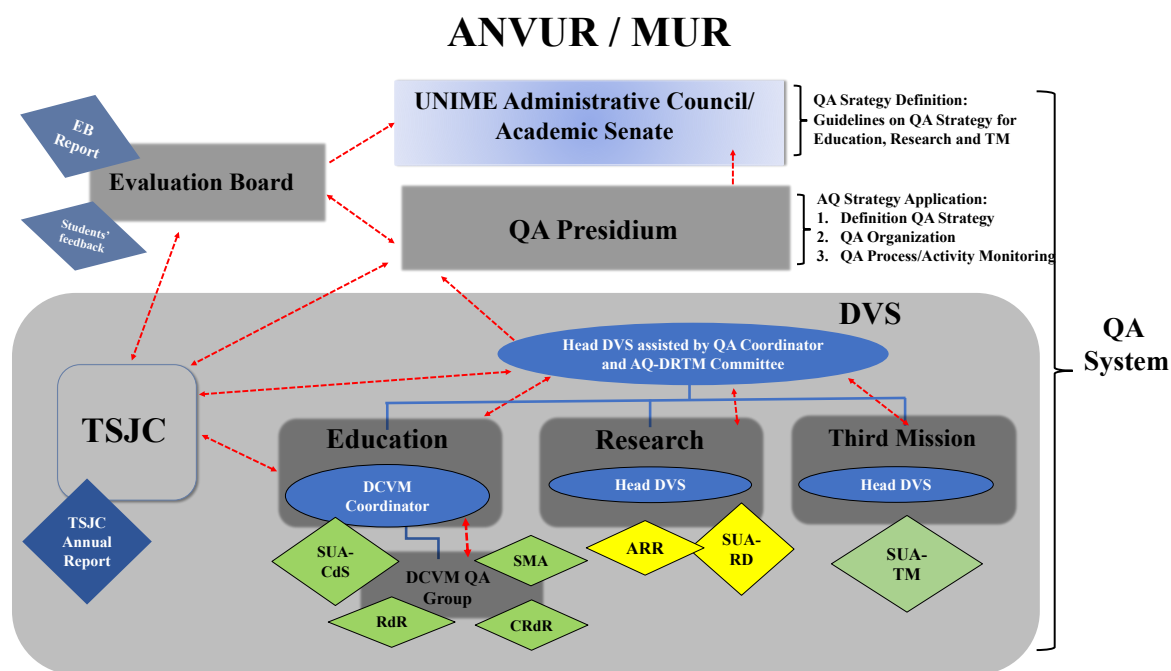 ANVUR / MUR
UNIME Administrative Council/
Academic Senate
QA Srategy Definition:
Guidelines on QA Strategy for
Education, Research and TM
EB
Report
Evaluation Board
Students'
feedback
QA Presidium
AQ Strategy Application:
1. Definition QA Strategy
2. QA Organization
3. QA Process/Activity Monitoring
QA
System
DVS
Head DVS assisted by QA Coordinator
and AQ-DRTM Committee
TSJC
TSJC
Annual
Report
Education
DCVM
Coordinator
Research
Head DVS
Third Mission
Head DVS
SUA-
CdS
SMA
DCVM QA
Group
RdR
CRdR
ARR
SUA-
RD
SUA-
TM